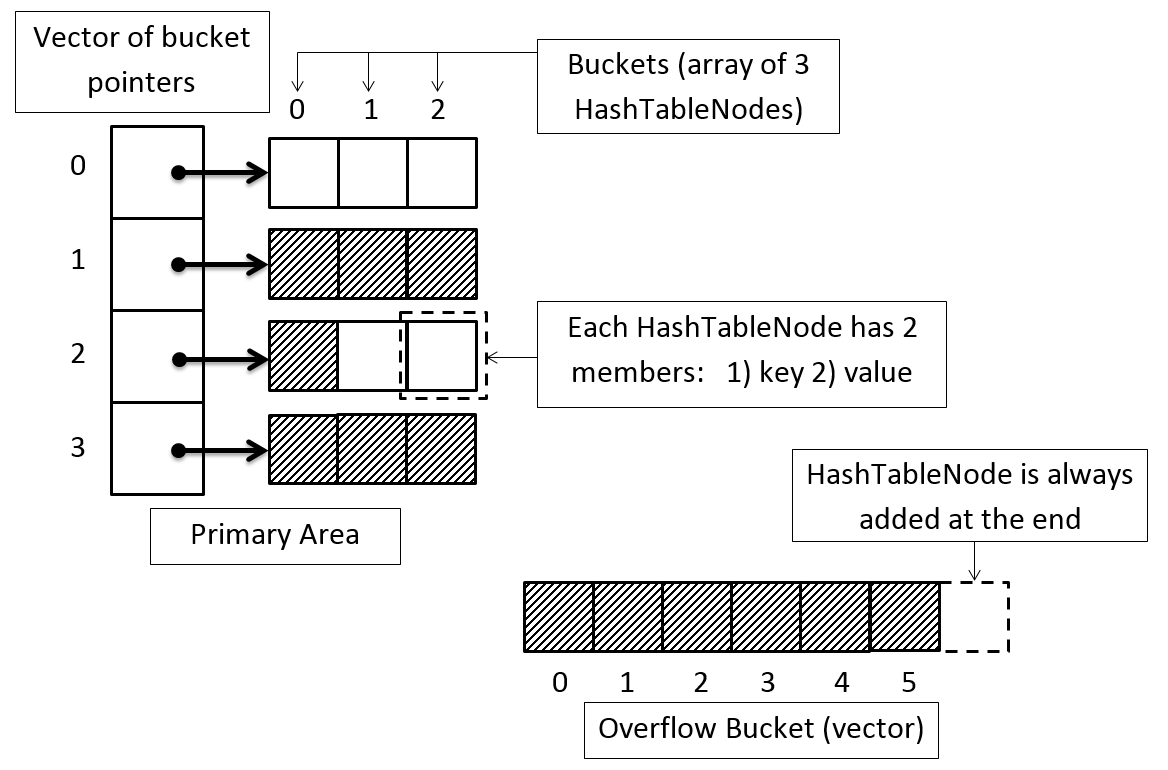 Vector of bucket
pointers
Buckets (array of 3
HashTableNodes)
0 1 2
0
1
2
3
Each HashTableNode has 2
members: 1) key 2) value
Primary Area
HashTableNode is always
added at the end
0 1 2 3 4 5
Overflow Bucket (vector)